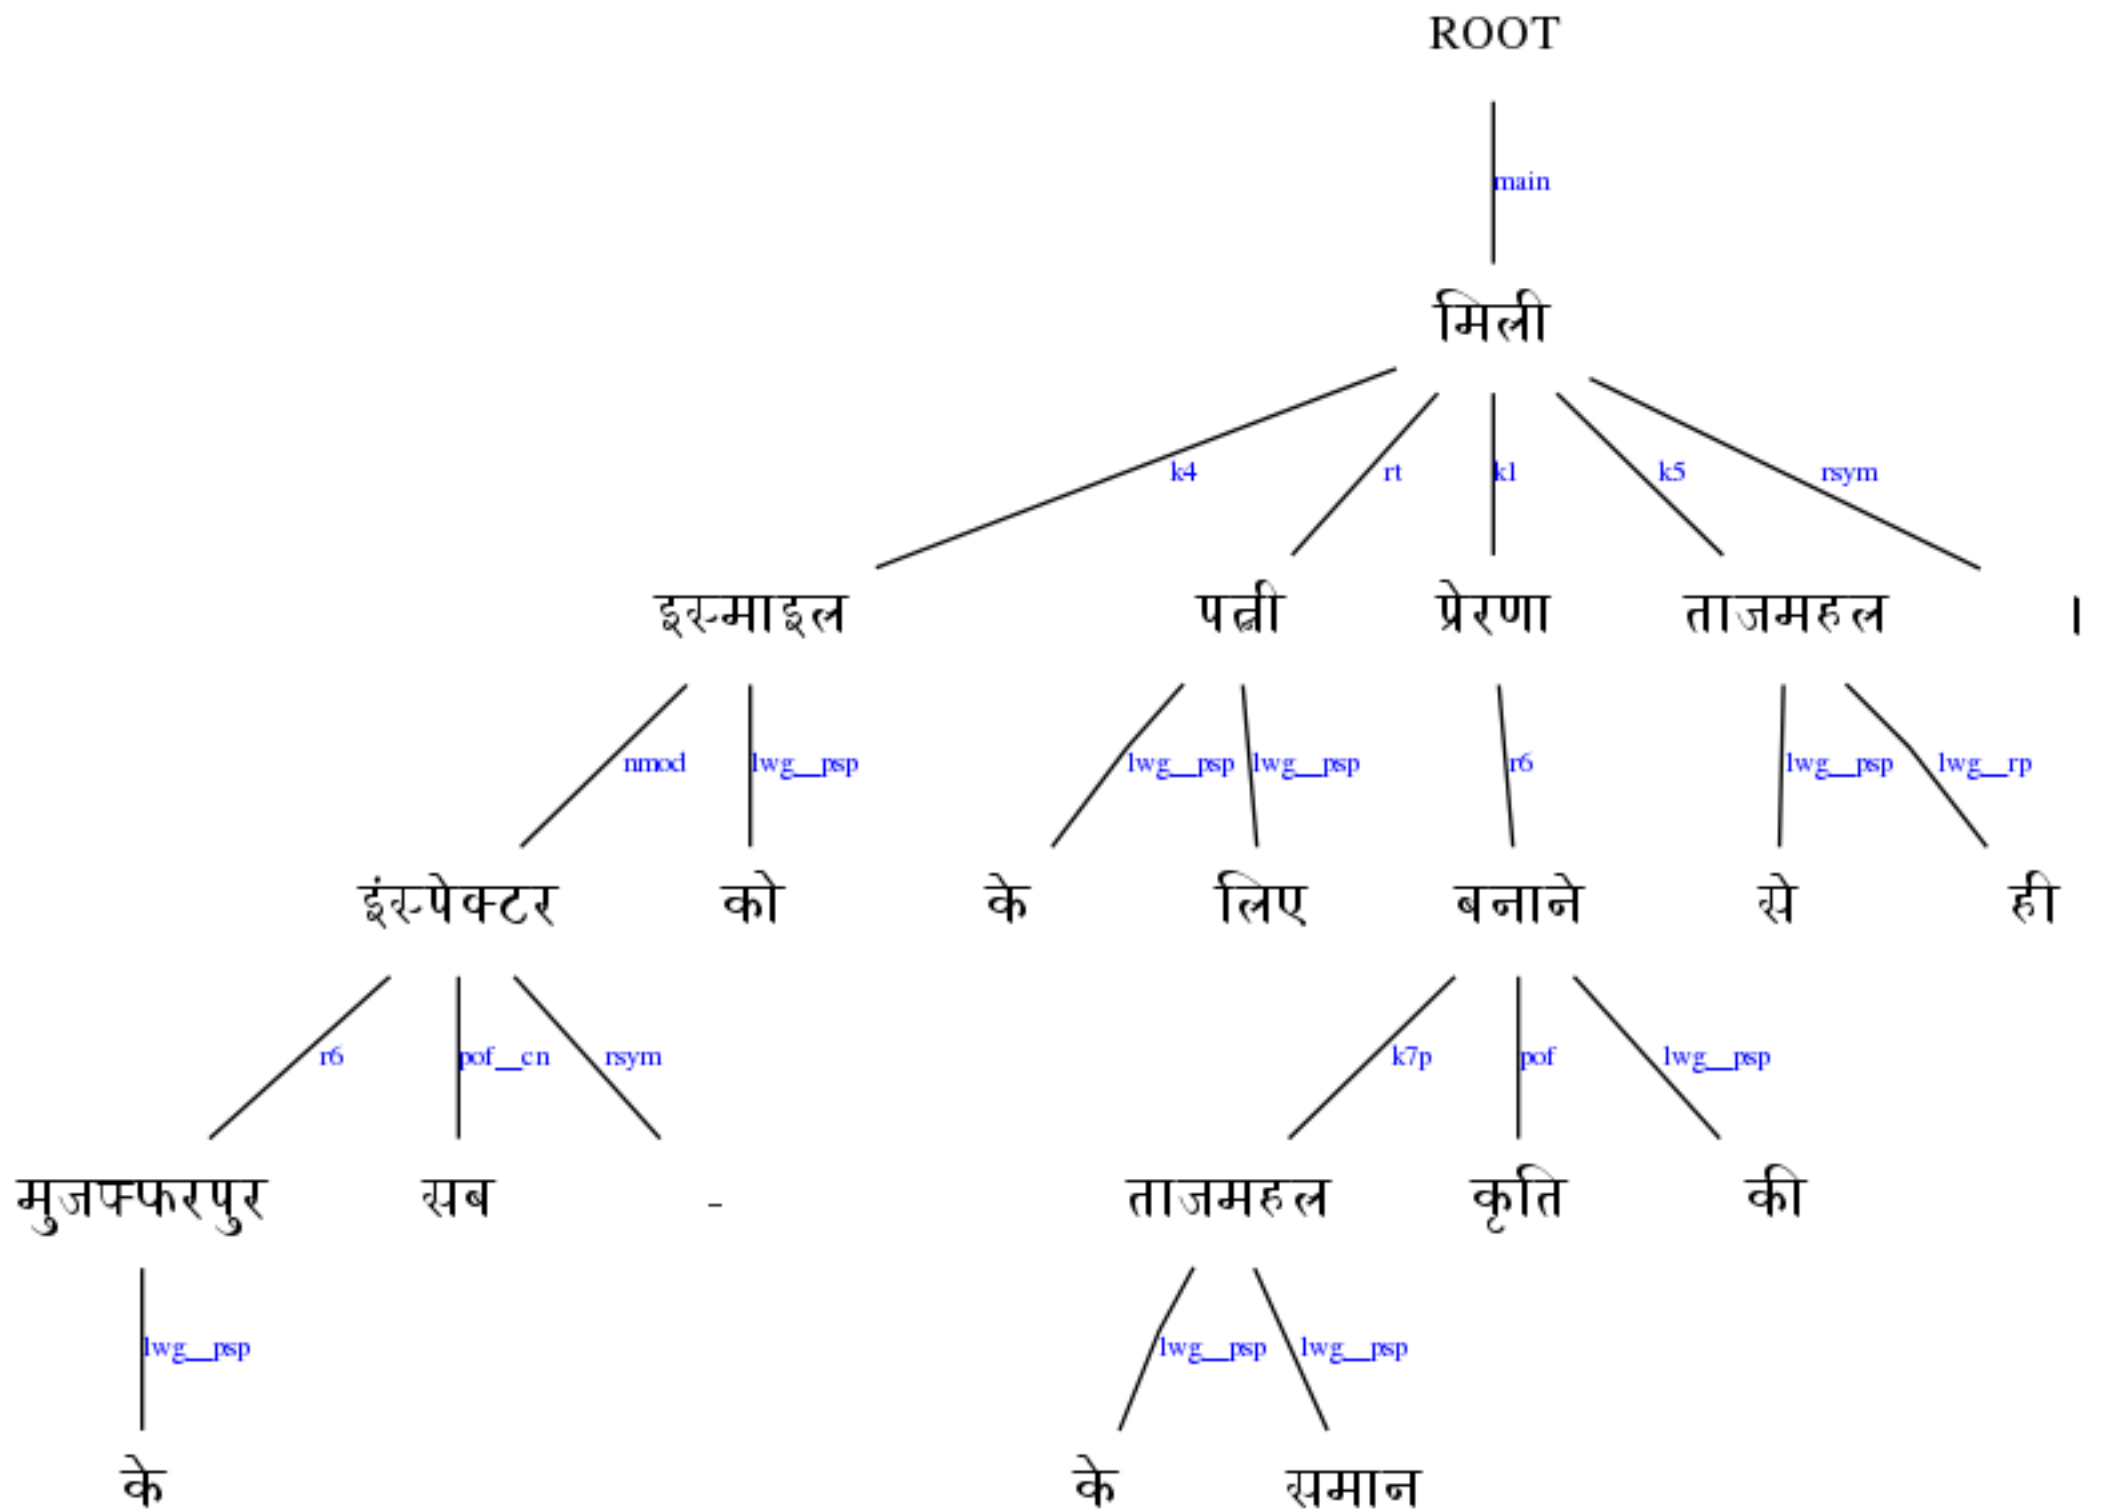 ROOT
main
मिली
k4 rt k1 k5 rsym
इस्माइल पत्नी प्रेरणा ताजमहल ।
nmod lwg__psp lwg__psp lwg__psp r6 lwg__psp lwg__rp
इंस्पेक्टर को के लिए बनाने से ही
r6 pof__cn rsym k7p pof lwg__psp
मुजफ्फरपुर सब - ताजमहल कृति की
lwg__psp lwg__psp lwg__psp
के के समान